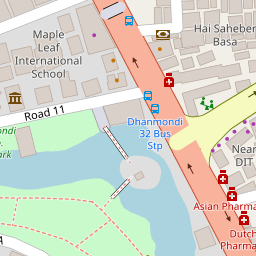 Maple
Leaf
International
School
Hai Saheber
Basa
Road 11
Dhanmondi
32 Bus
Stp
Near
DIT
Park
Asian Pharma
Dutch
Pharma